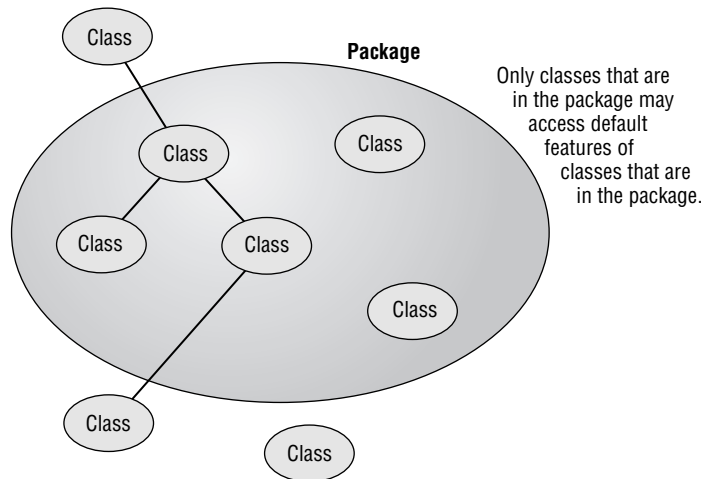 Class
Package
Only classes that are
in the package may
access default
features of
classes that are
in the package.
Class
Class
Class
Class
Class
Class
Class